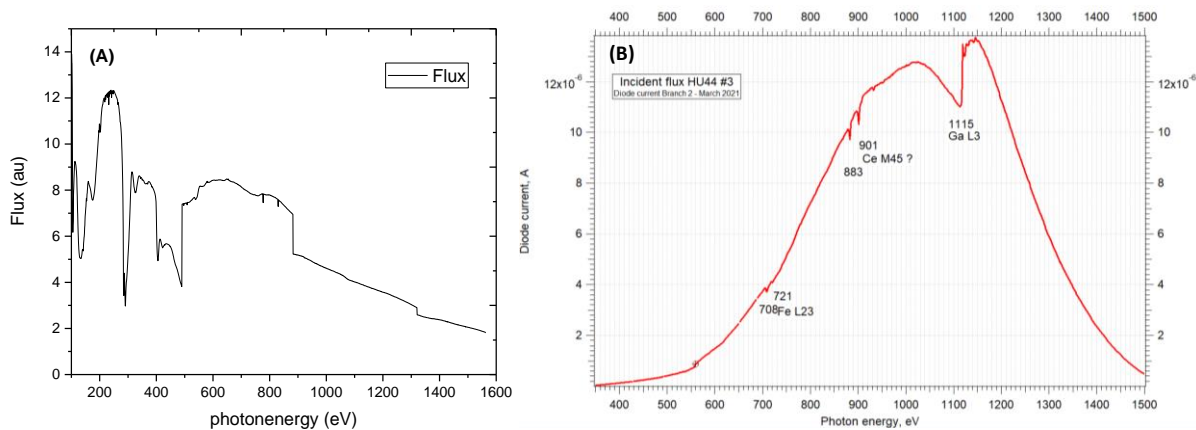 (A)
Flux
Flux (au)
14
12
10
8
6
4
2
0
200 400 600 800 1000 1200 1400 1600
photonenergy (eV)
400 500 600 700 800 900 1000 1100 1200 1300 1400 1500
(B)
Incident flux HU44 #3
Diode current Branch 2 - March 2021
12x10-6
10
8
6
4
2
12x10-6
10
8
6
4
2
Diode current, A
1115
Ga L3
901
Ce M45 ?
883
721
708Fe L23
400 500 600 700 800 900 1000 1100 1200 1300 1400 1500
Photon energy, eV